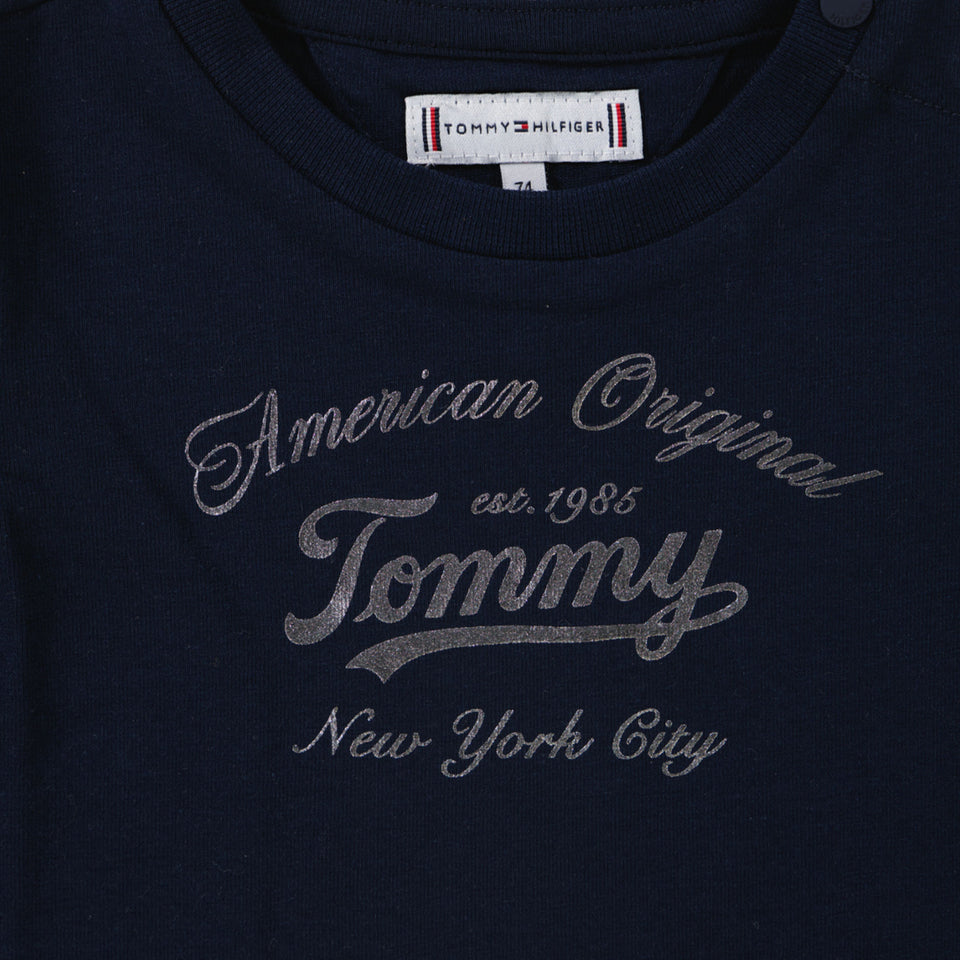 TOMMY HILFIGER
74
American Original
est. 1985
Tommy
New York City